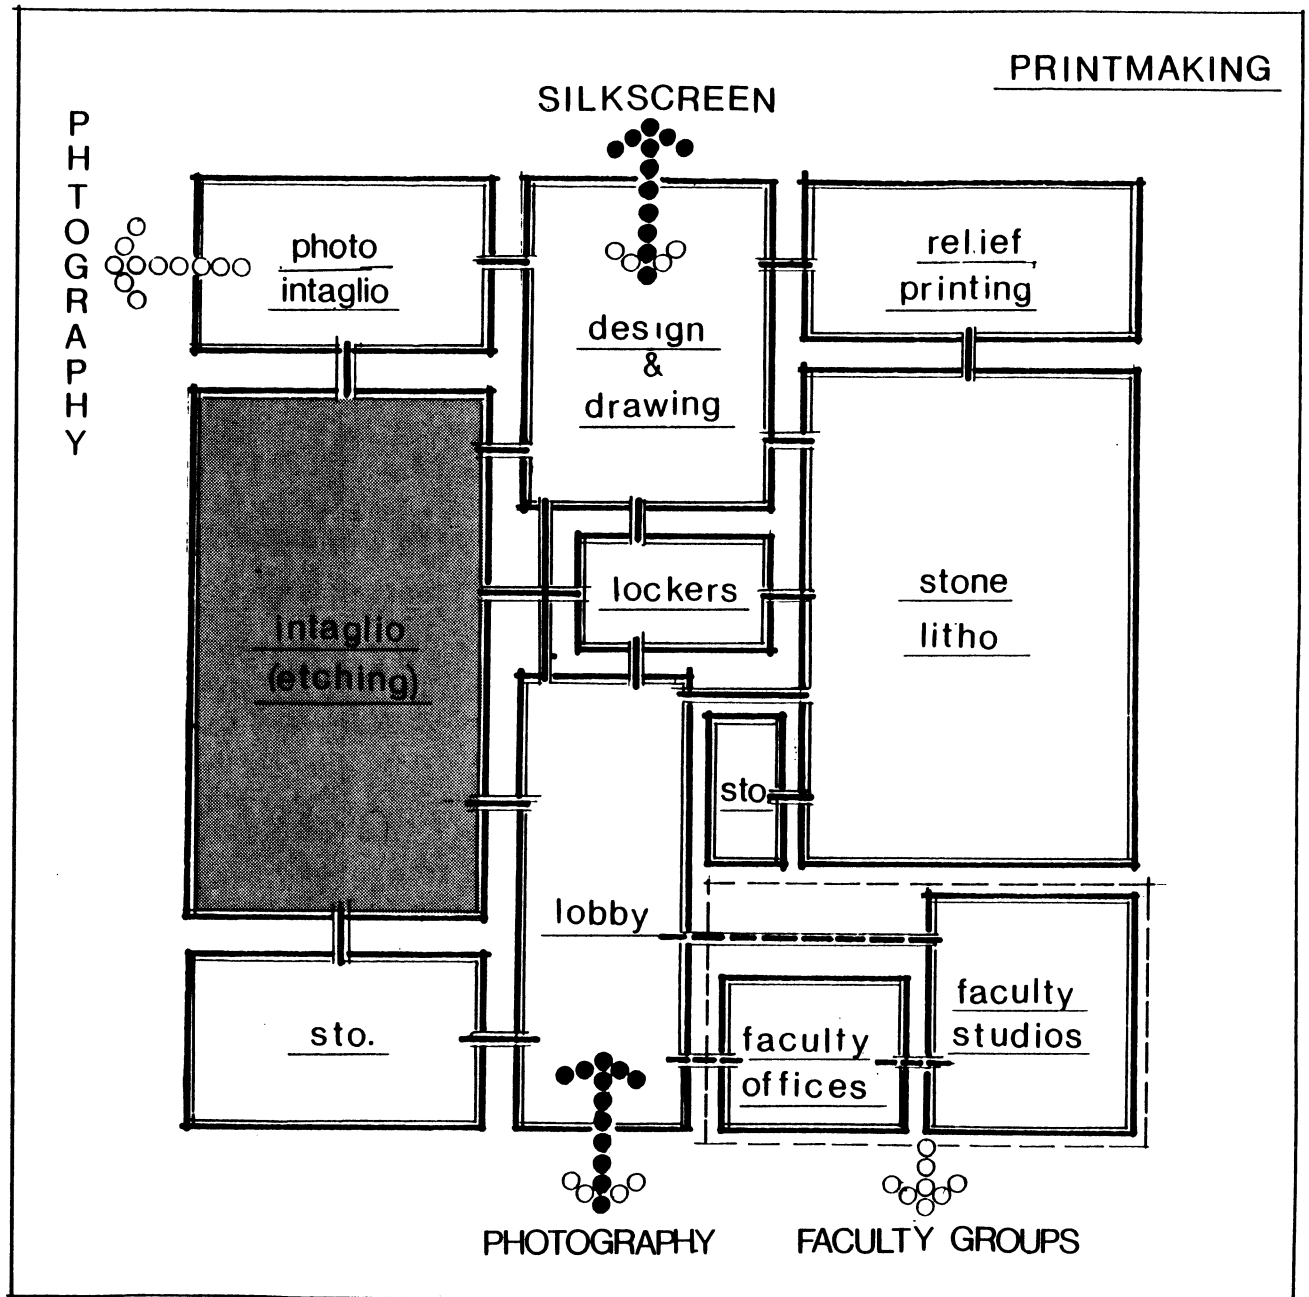 PRINTMAKING
SILKSCREEN
PHTOGRAPHY
photo
intaglio
design
&
drawing
relief
printing
intaglio
(etching)
lockers
stone
litho
sto
lobby
sto.
faculty
offices
faculty
studios
PHOTOGRAPHY
FACULTY GROUPS